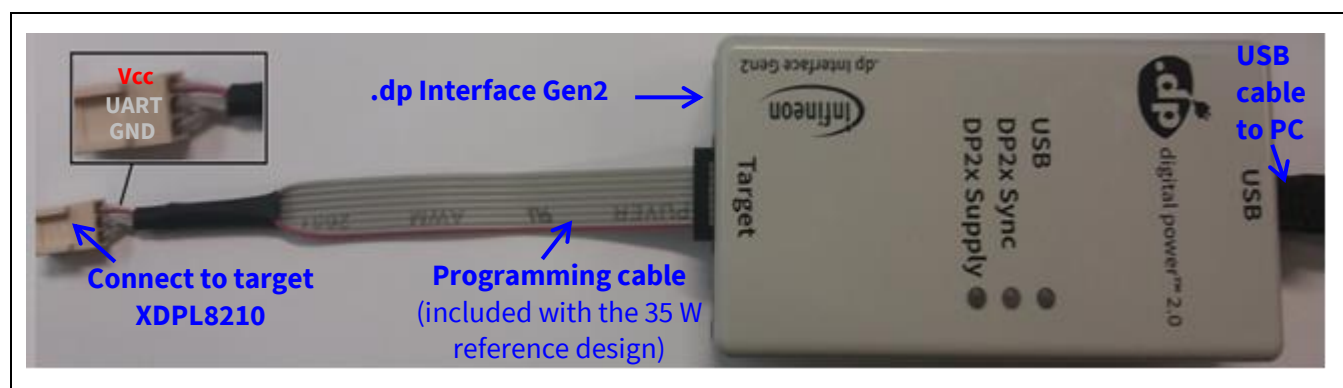 Vcc
UART
GND
.dp Interface Gen2
USB
cable
to PC
.dp Interface Gen2
infineon
Target
USB
DP2x Sync
DP2x Supply
.dp
digital power™ 2.0
USB
2651
AWM
POWER
Connect to target
XDPL8210
Programming cable
(included with the 35 W
reference design)